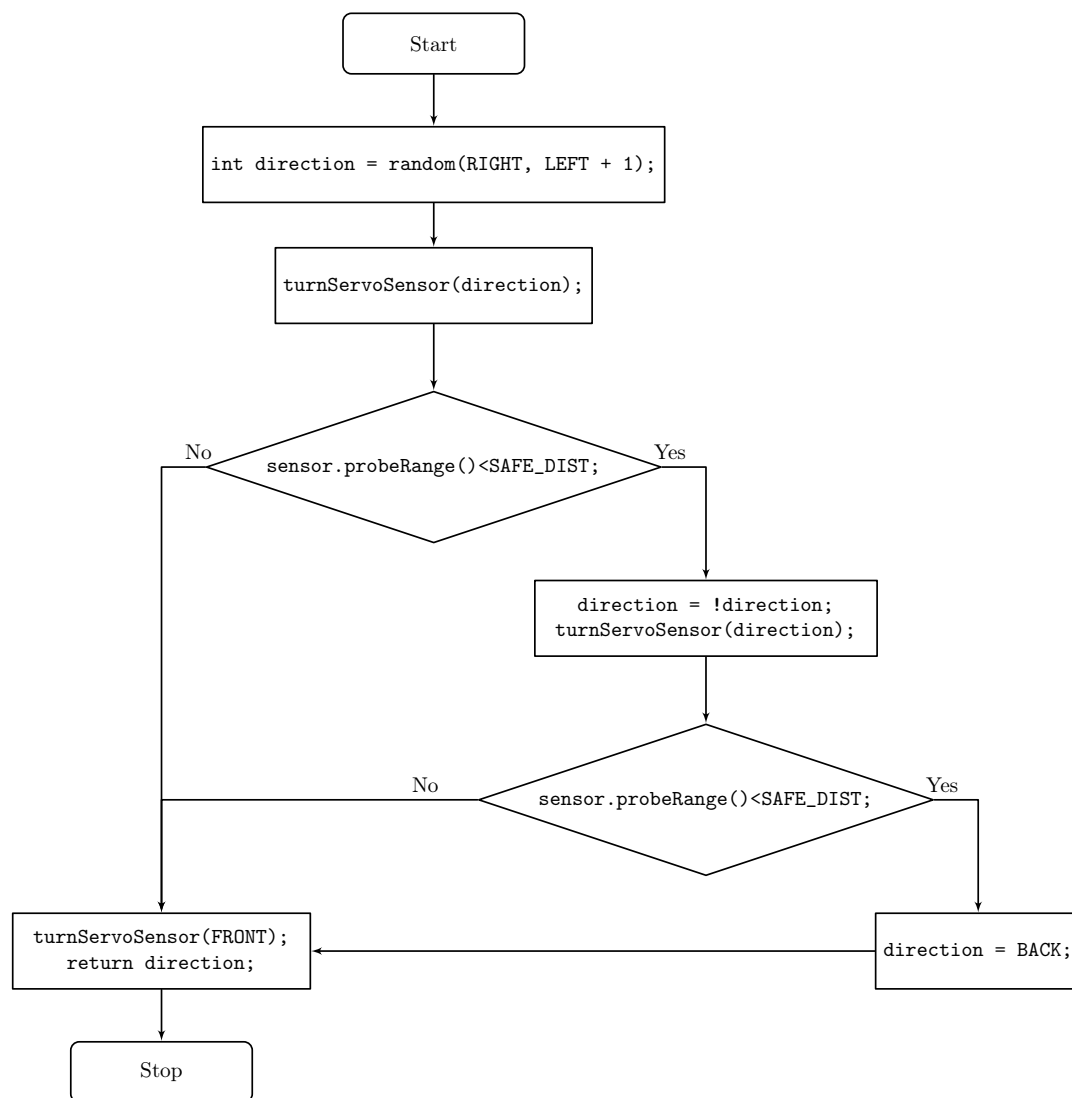 Start
int direction = random(RIGHT, LEFT + 1);
turnServoSensor(direction);
No
Yes
sensor.probeRange()<SAFE_DIST;
direction = !direction;
turnServoSensor(direction);
No
Yes
sensor.probeRange()<SAFE_DIST;
turnServoSensor(FRONT);
return direction;
direction = BACK;
Stop